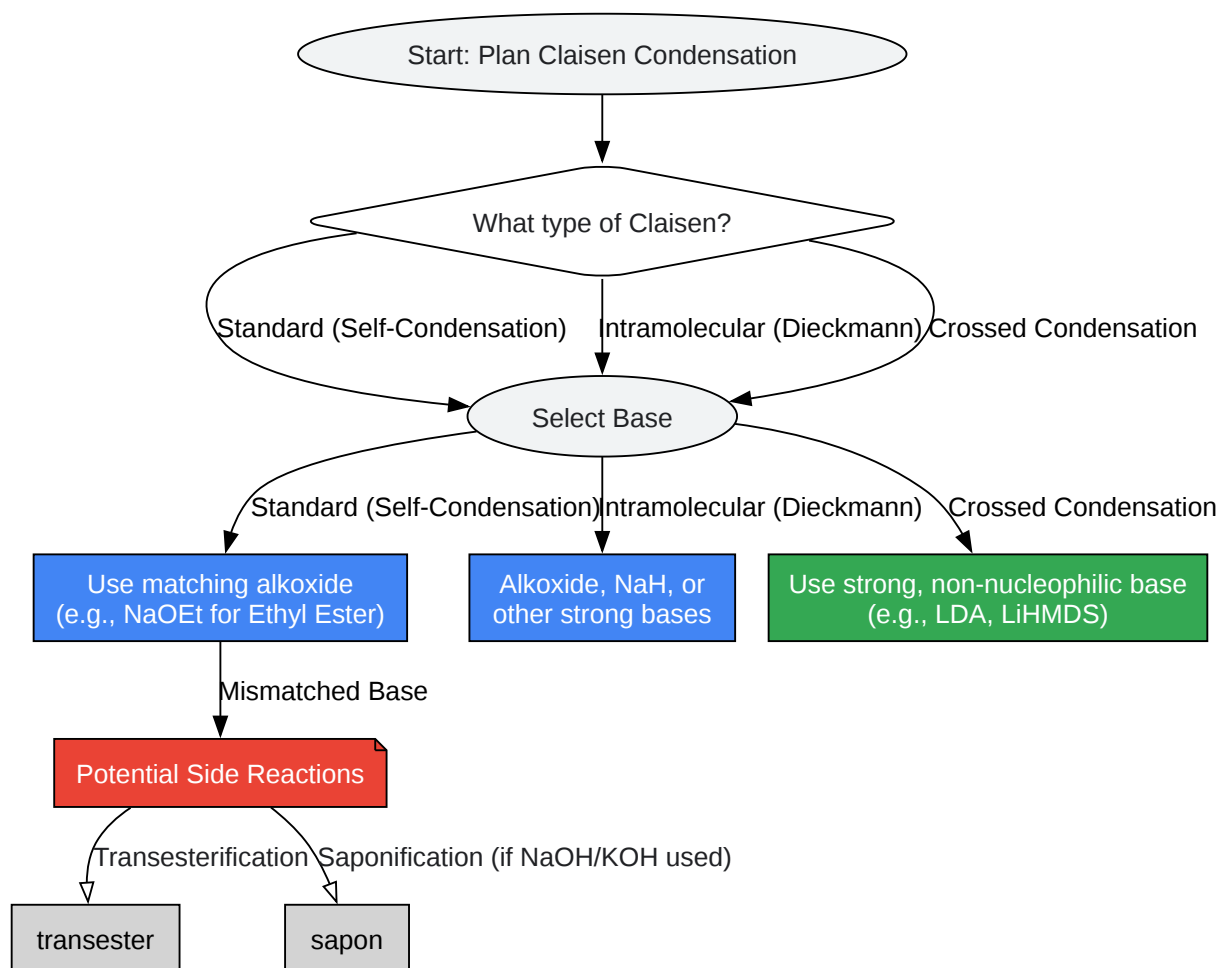 Start: Plan Claisen Condensation
What type of Claisen?
Standard (Self-Condensation)
Intramolecular (Dieckmann)
Crossed Condensation
Select Base
Standard (Self-Condensation)
Intramolecular (Dieckmann)
Crossed Condensation
Use matching alkoxide
(e.g., NaOEt for Ethyl Ester)
Alkoxide, NaH, or
other strong bases
Use strong, non-nucleophilic base
(e.g., LDA, LiHMDS)
Mismatched Base
Potential Side Reactions
Transesterification
Saponification (if NaOH/KOH used)
transester
sapon